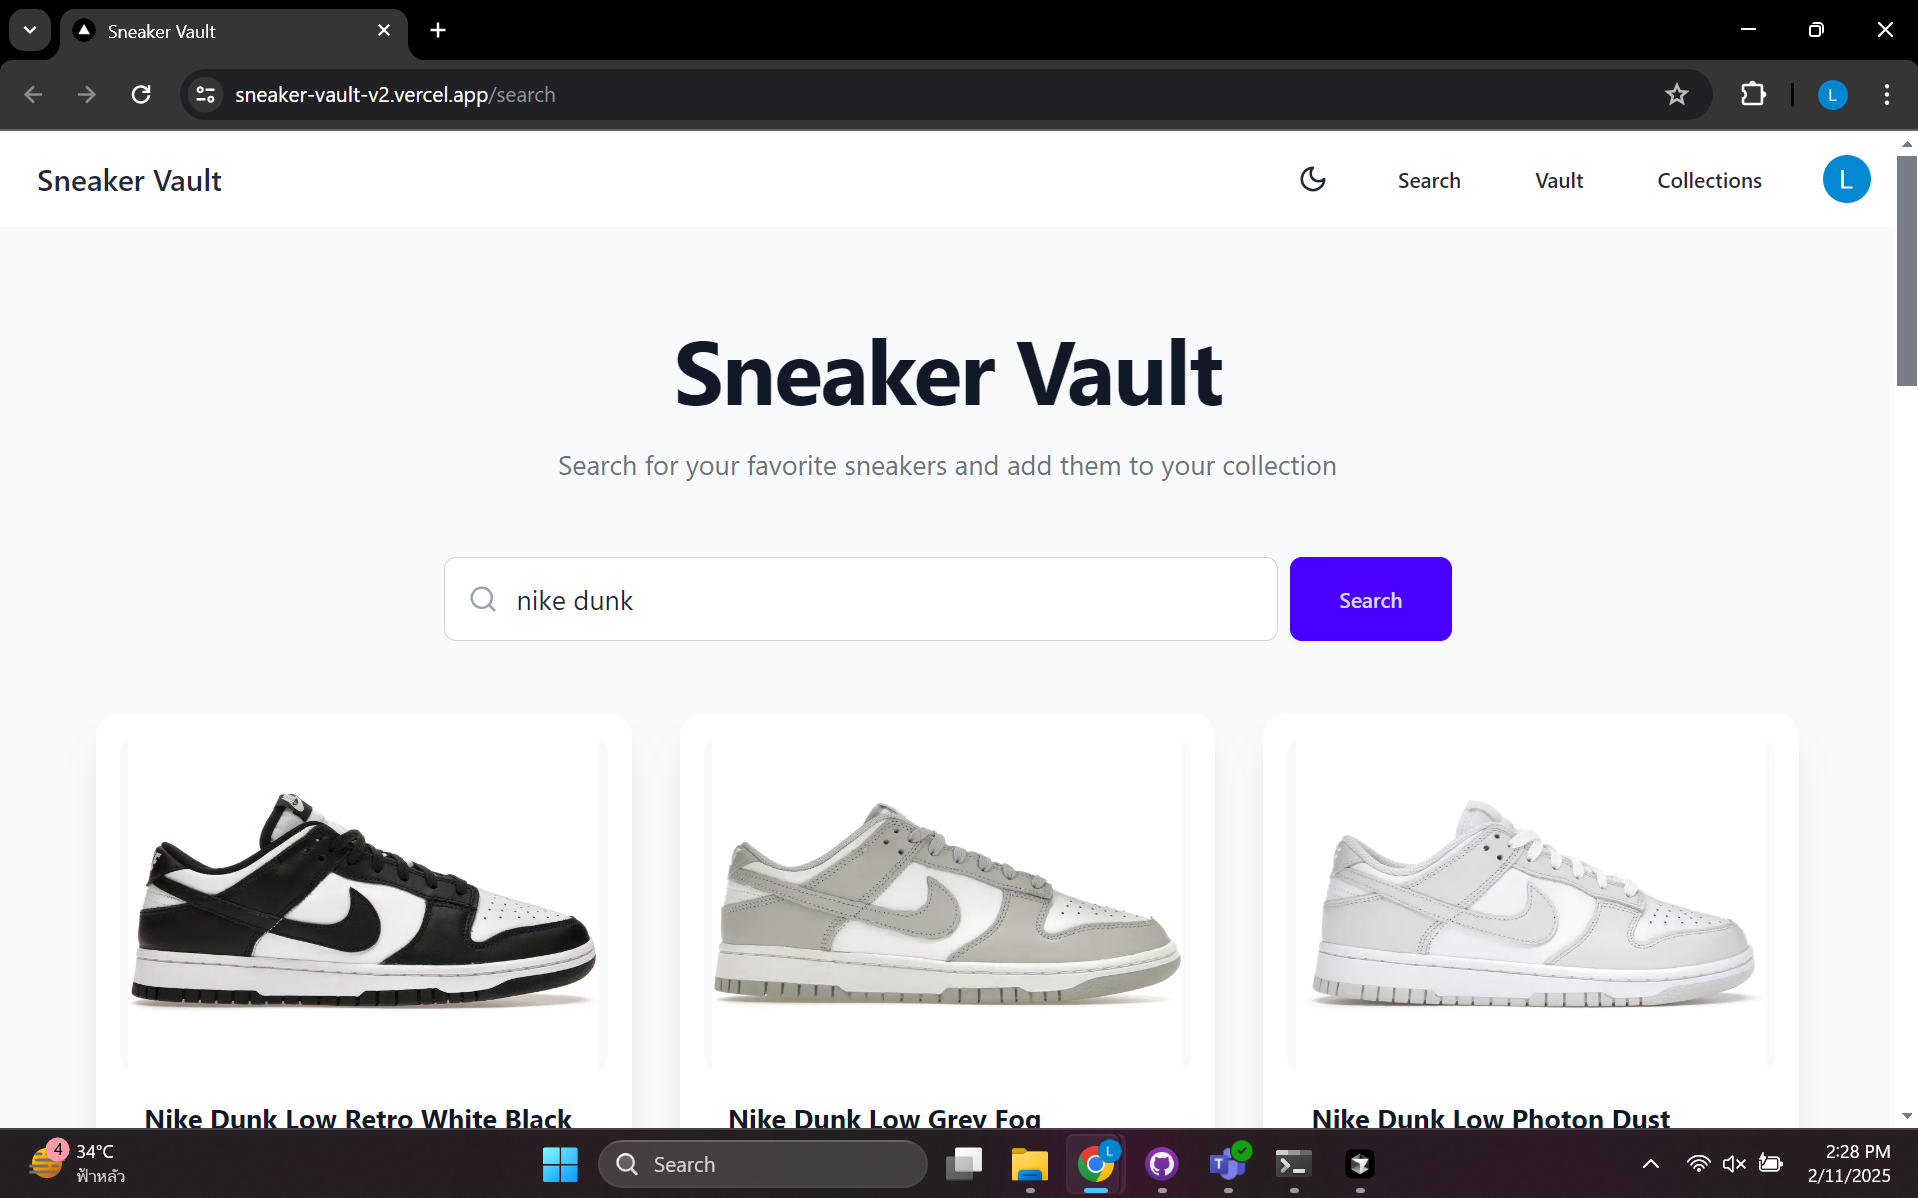 Sneaker Vault
sneaker-vault-v2.vercel.app/search
L
Sneaker Vault
Search
Vault
Collections
L
Sneaker Vault
Search for your favorite sneakers and add them to your collection
nike dunk
Search
Nike Dunk Low Retro White Black
Nike Dunk Low Grey Fog
Nike Dunk Low Photon Dust
4
34°C
ฟ้าหลัว
Search
L
T
2:28 PM
2/11/2025